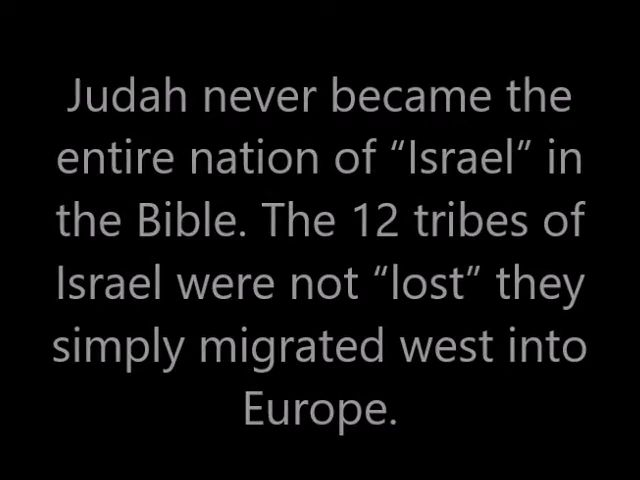 Judah never became the
entire nation of “Israel” in
the Bible. The 12 tribes of
Israel were not “lost” they
simply migrated west into
Europe.